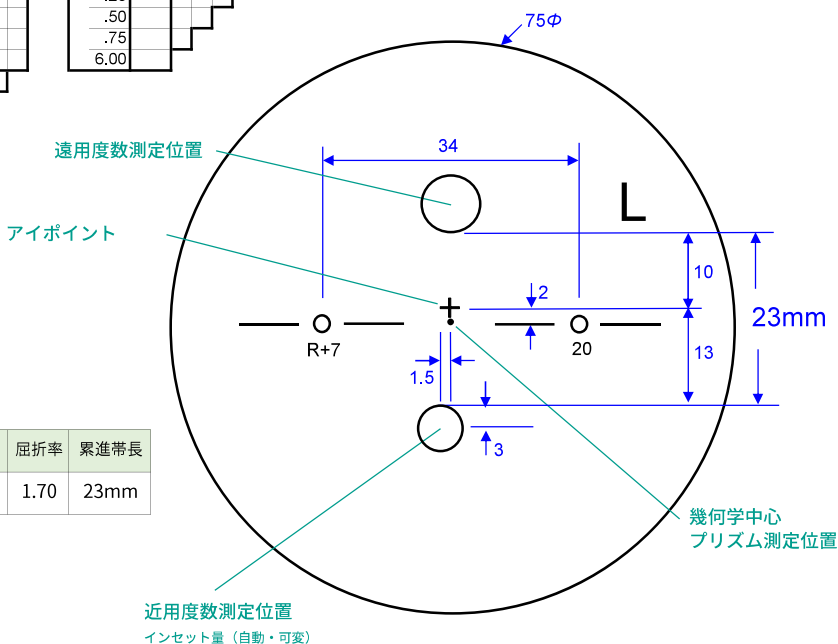 .50
.75
6.00
75Φ
遠用度数測定位置
34
L
アイポイント
10
2
23mm
R+7
20
13
1.5
3
屈折率 累進帯長
1.70 23mm
幾何学中心
プリズム測定位置
近用度数測定位置
インセット量（自動・可変）